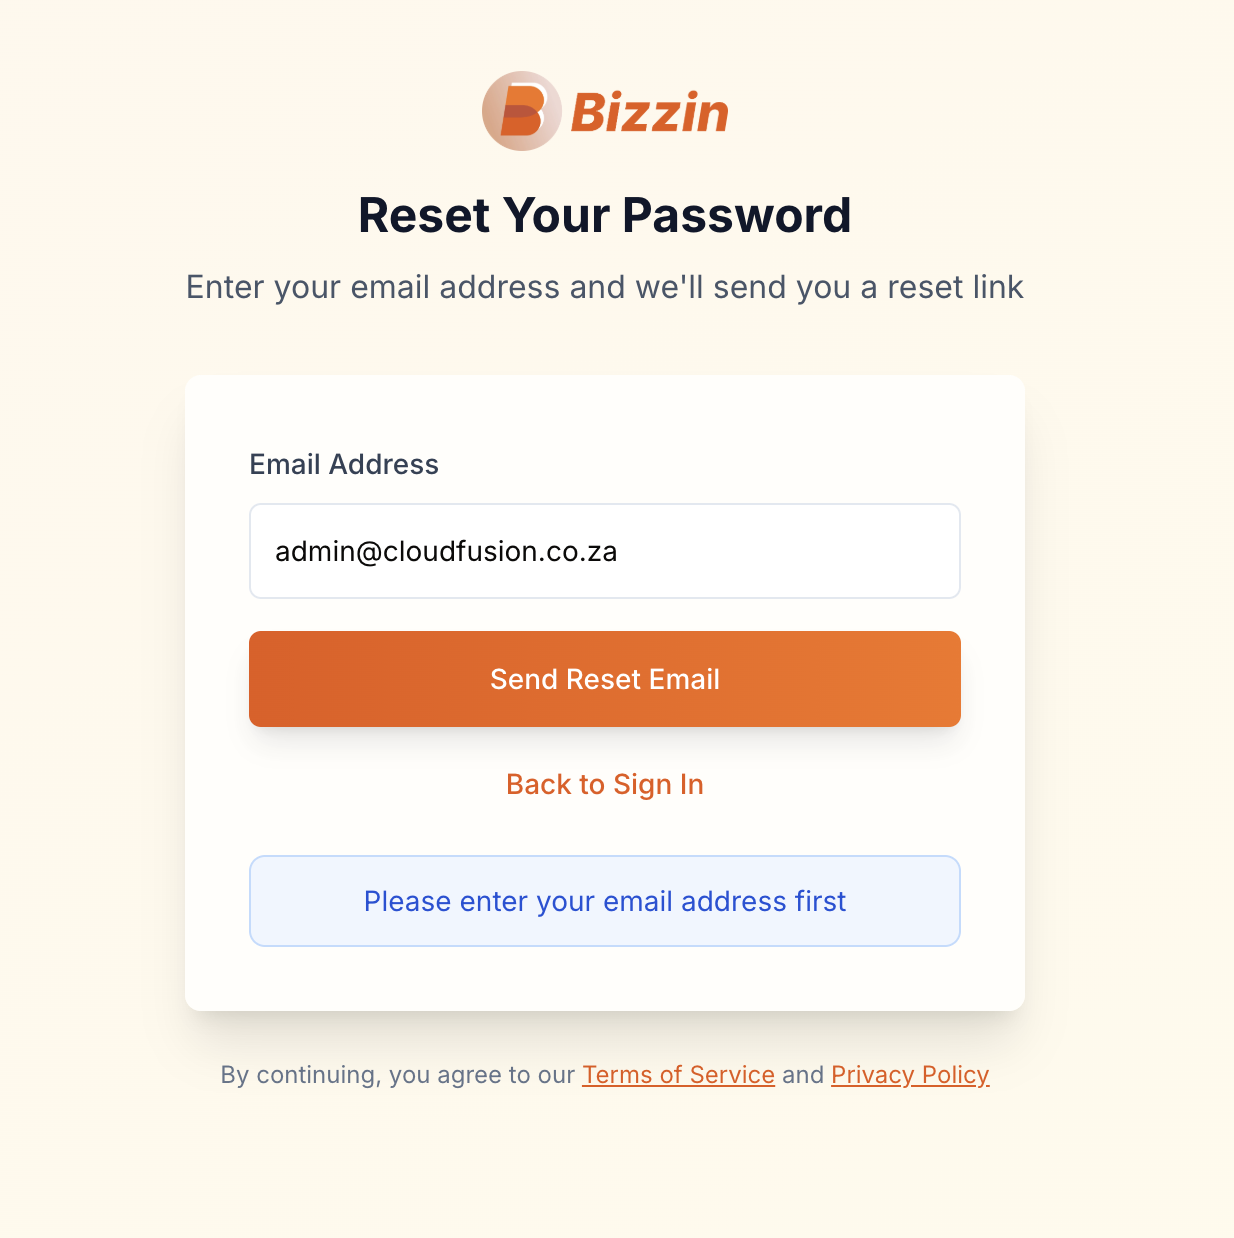 Bizzin
Reset Your Password
Enter your email address and we'll send you a reset link
Email Address
admin@cloudfusion.co.za
Send Reset Email
Back to Sign In
Please enter your email address first
By continuing, you agree to our Terms of Service and Privacy Policy